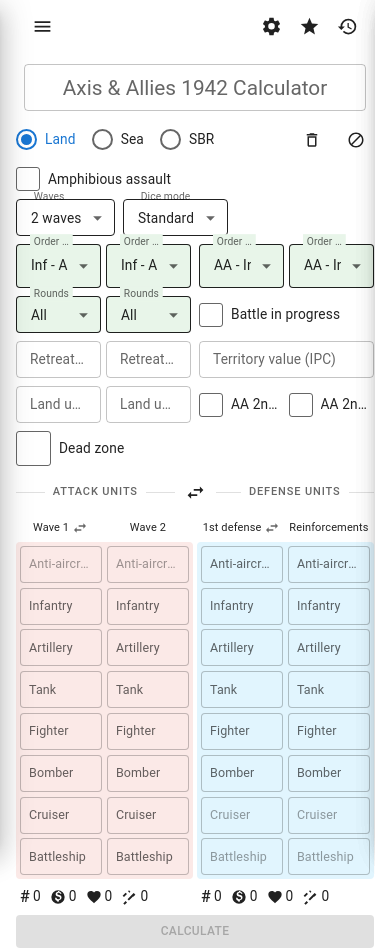 Axis & Allies 1942 Calculator
Land Sea SBR
Amphibious assault
Waves Dice mode
2 waves Standard
Order ... Order ... Order ... Order ...
Inf - A Inf - A AA - Ir AA - Ir
Rounds Rounds
All All Battle in progress
Retreat... Retreat... Territory value (IPC)
Land u... Land u... AA 2n... AA 2n...
Dead zone
ATTACK UNITS DEFENSE UNITS
Wave 1 Wave 2 1st defense Reinforcements
Anti-aircr... Anti-aircr... Anti-aircr... Anti-aircr...
Infantry Infantry Infantry Infantry
Artillery Artillery Artillery Artillery
Tank Tank Tank Tank
Fighter Fighter Fighter Fighter
Bomber Bomber Bomber Bomber
Cruiser Cruiser Cruiser Cruiser
Battleship Battleship Battleship Battleship
# 0 0 0 0 # 0 0 0 0
CALCULATE